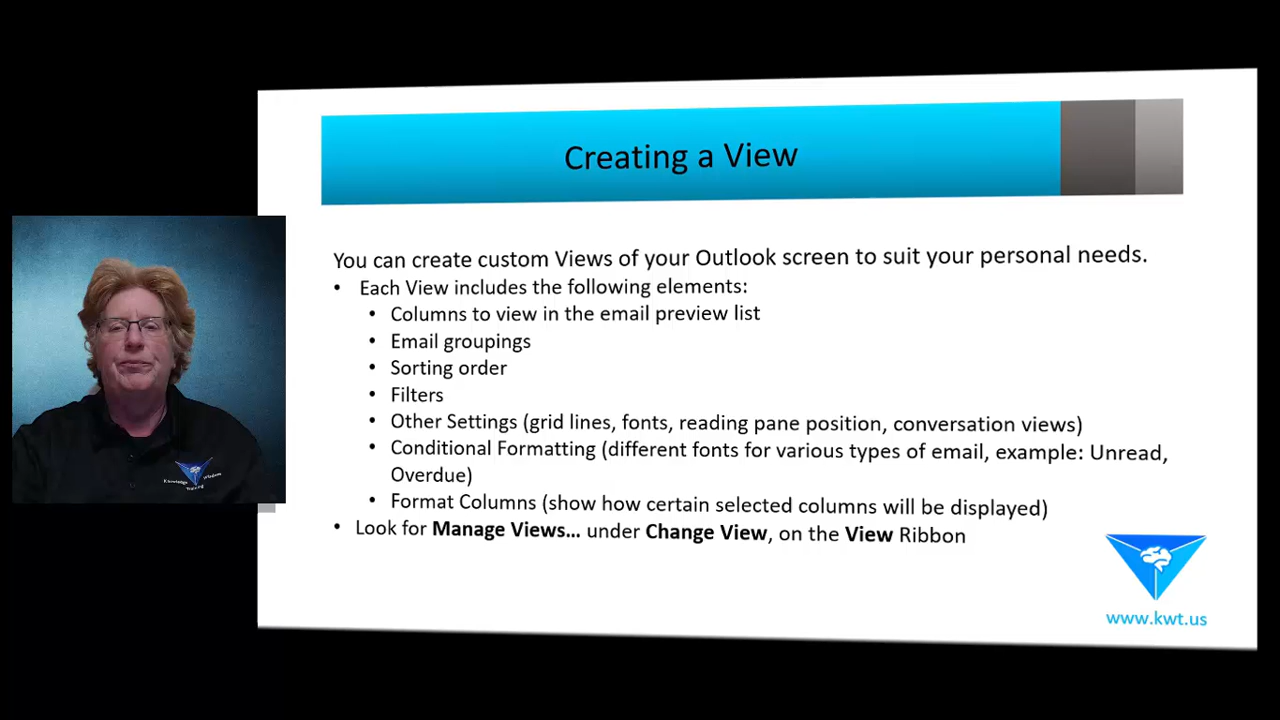 Creating a View
You can create custom Views of your Outlook screen to suit your personal needs.
• Each View includes the following elements:
• Columns to view in the email preview list
• Email groupings
• Sorting order
• Filters
• Other Settings (grid lines, fonts, reading pane position, conversation views)
• Conditional Formatting (different fonts for various types of email, example: Unread,
Overdue)
• Format Columns (show how certain selected columns will be displayed)
• Look for Manage Views... under Change View, on the View Ribbon
www.kwt.us
Knowledge Wisdom
Training